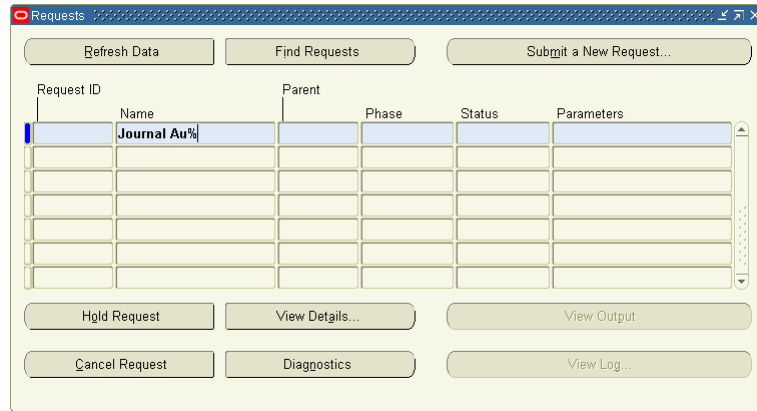 Requests
Refresh Data Find Requests Submit a New Request...
Request ID Parent
Name Phase Status Parameters
Journal Au%
Hold Request View Details... View Output
Cancel Request Diagnostics View Log...